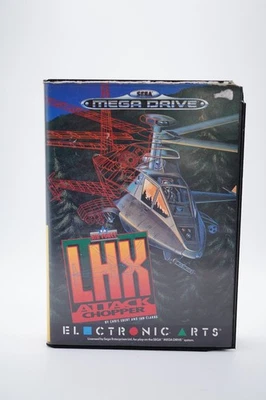 SEGA
MEGA DRIVE
LHX
ATTACK
CHOPPER
ELECTRONIC ARTS